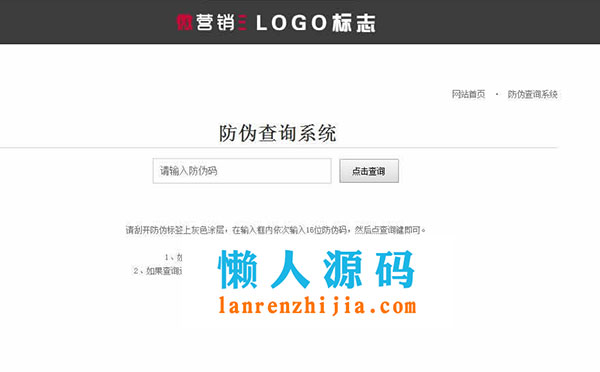 微营销 LOGO标志
网站首页 · 防伪查询系统
防伪查询系统
请输入防伪码 点击查询
请刮开防伪标签上灰色涂层，在输入框内依次输入16位防伪码，然后点查询键即可。
1、
2、如果查询
懒人源码
lanrenzhijia.com